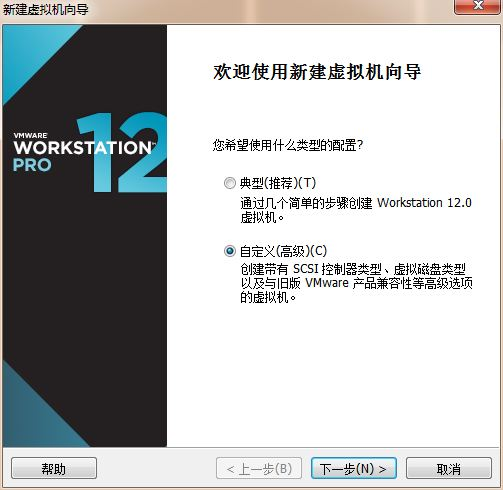 新建虚拟机向导
VMWARE
WORKSTATION™
PRO
12
欢迎使用新建虚拟机向导
您希望使用什么类型的配置?
典型(推荐)(T)
通过几个简单的步骤创建 Workstation 12.0
虚拟机。
自定义(高级)(C)
创建带有 SCSI 控制器类型、虚拟磁盘类型
以及与旧版 VMware 产品兼容性等高级选项
的虚拟机。
帮助
< 上一步(B)
下一步(N) >
取消